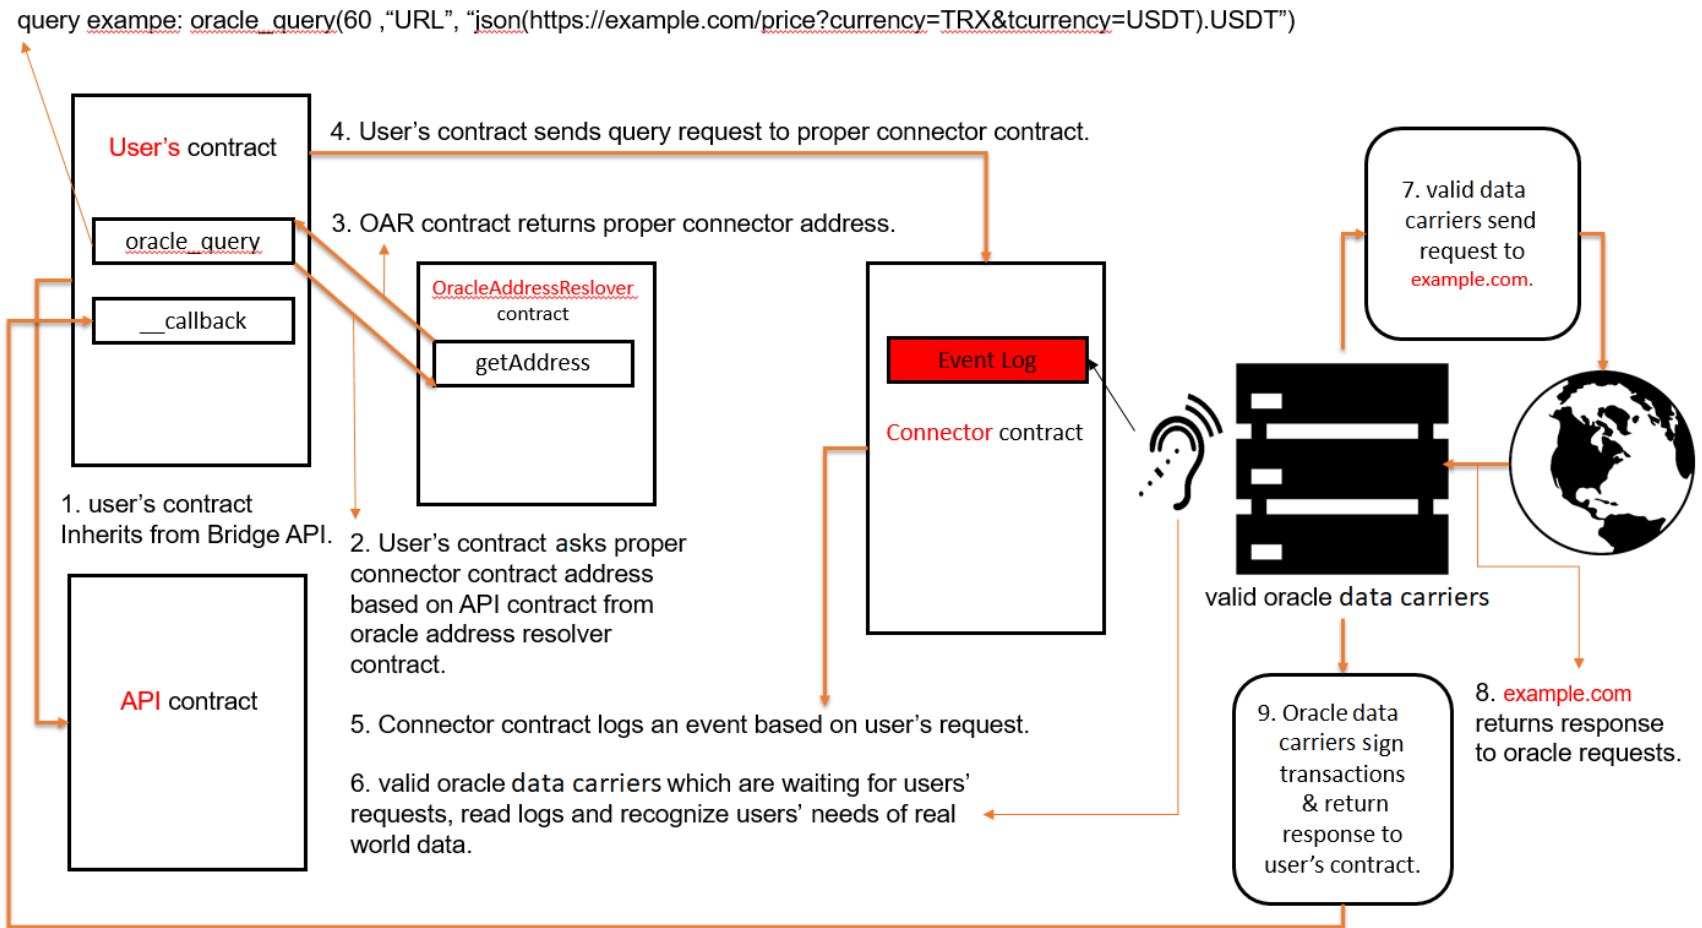 query exampe: oracle_query(60 ,“URL”, “json(https://example.com/price?currency=TRX&tcurrency=USDT).USDT”)
User’s contract
oracle_query
__callback
4. User’s contract sends query request to proper connector contract.
3. OAR contract returns proper connector address.
OracleAddressReslover
contract
getAddress
Event Log
Connector contract
7. valid data
carriers send
request to
example.com.
1. user’s contract
Inherits from Bridge API.
2. User’s contract asks proper
connector contract address
based on API contract from
oracle address resolver
contract.
API contract
5. Connector contract logs an event based on user’s request.
6. valid oracle data carriers which are waiting for users’
requests, read logs and recognize users’ needs of real
world data.
valid oracle data carriers
8. example.com
returns response
to oracle requests.
9. Oracle data
carriers sign
transactions
& return
response to
user’s contract.